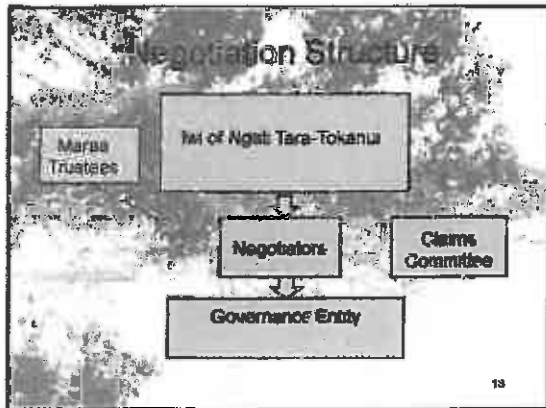 Negotiation Structure
Iwi of Ngati Tara-Tokanui
Marae
Trustees
Negotiators
Claims
Committee
Governance Entity
13